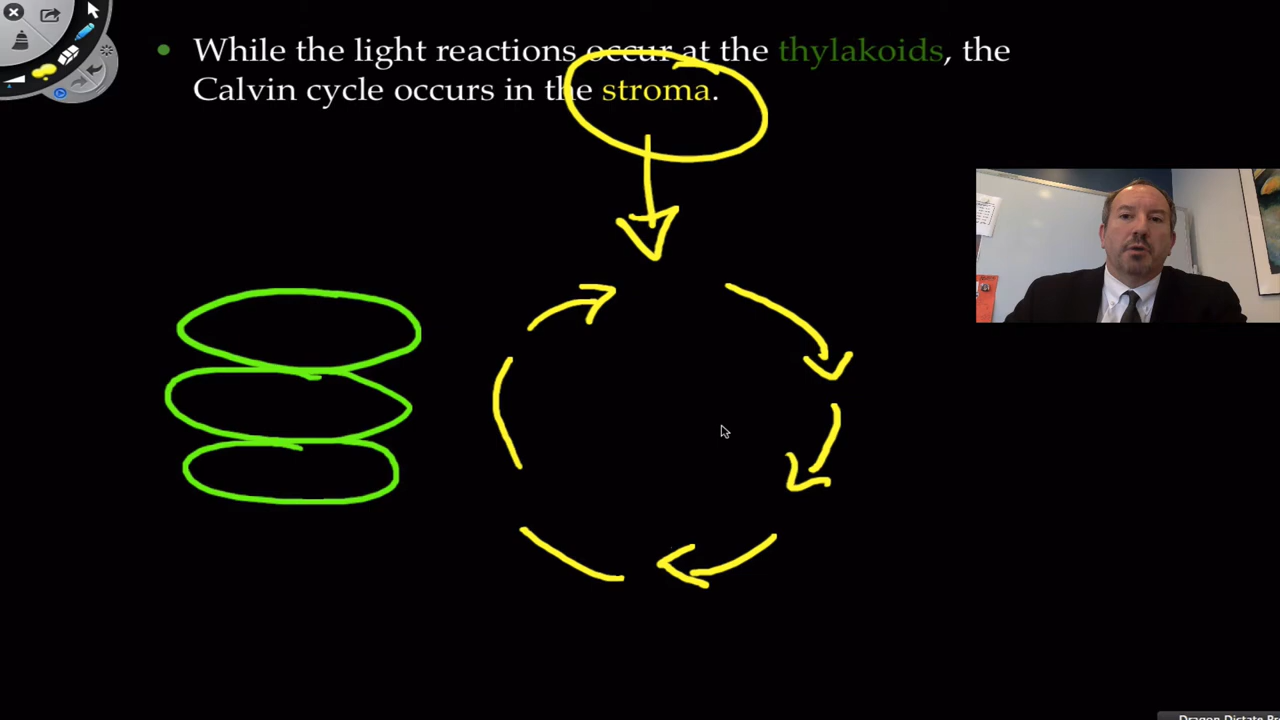 While the light reactions occur at the thylakoids, the
Calvin cycle occurs in the stroma.